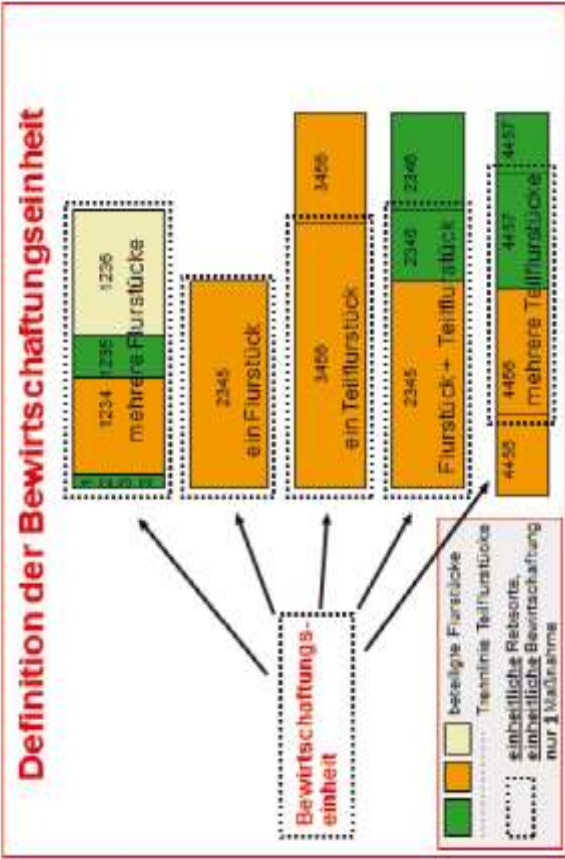 Definition der Bewirtschaftungseinheit
Bewirtschaftungs-
einheit
1234
1235
1236
mehrere Flurstücke
2345
ein Flurstück
3456
3456
ein Teilflurstück
2345
2346
2346
Flurstück + Teilflurstück
4456
4456
4457
4457
mehrere Teilflurstücke
beteiligte Flurstücke
Trennlinie Teilflurstücke
einheitliche Rebsorte,
einheitliche Bewirtschaftung
nur 1 Maßnahme